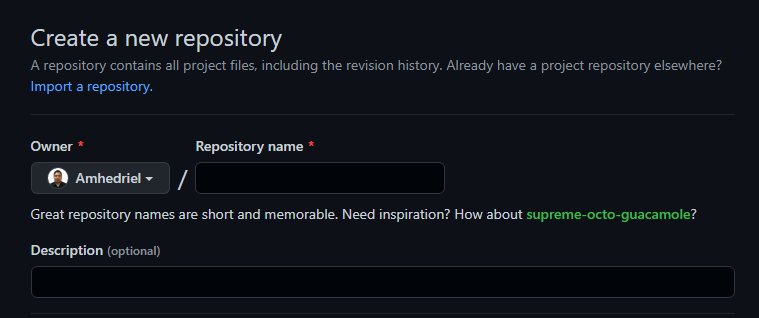 Create a new repository
A repository contains all project files, including the revision history. Already have a project repository elsewhere?
Import a repository.
Owner * Repository name *
Amhedriel /
Great repository names are short and memorable. Need inspiration? How about supreme-octo-guacamole?
Description (optional)